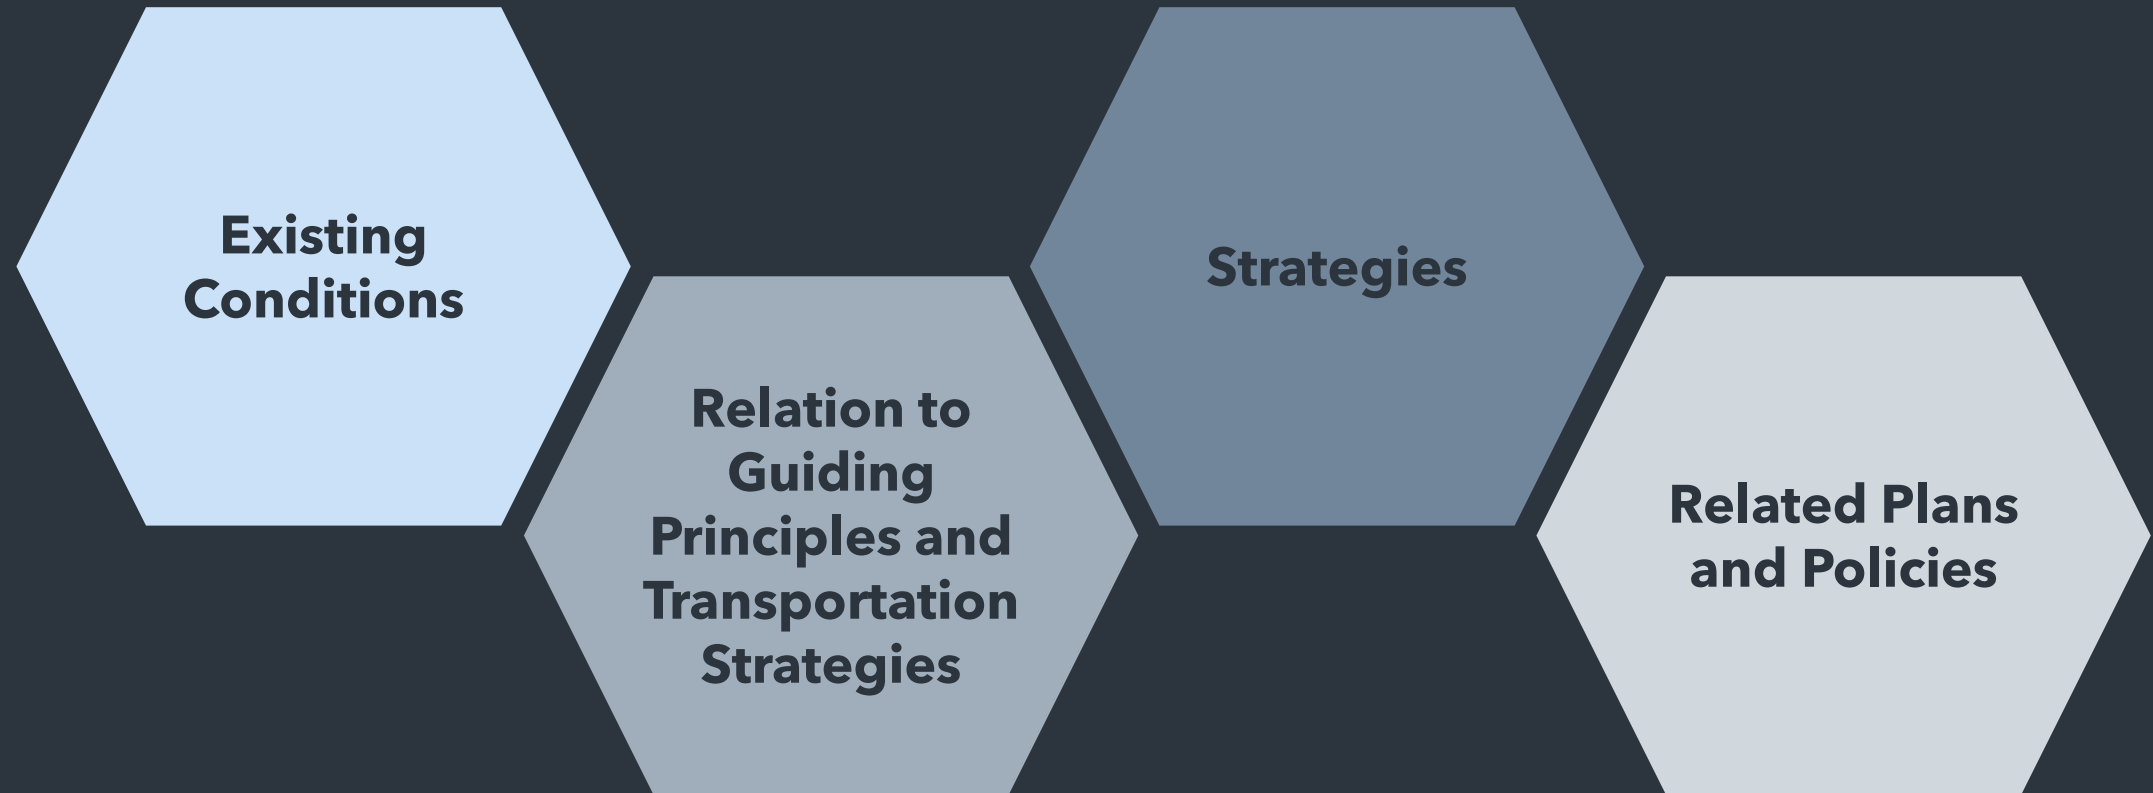 Existing
Conditions
Relation to
Guiding
Principles and
Transportation
Strategies
Strategies
Related Plans
and Policies